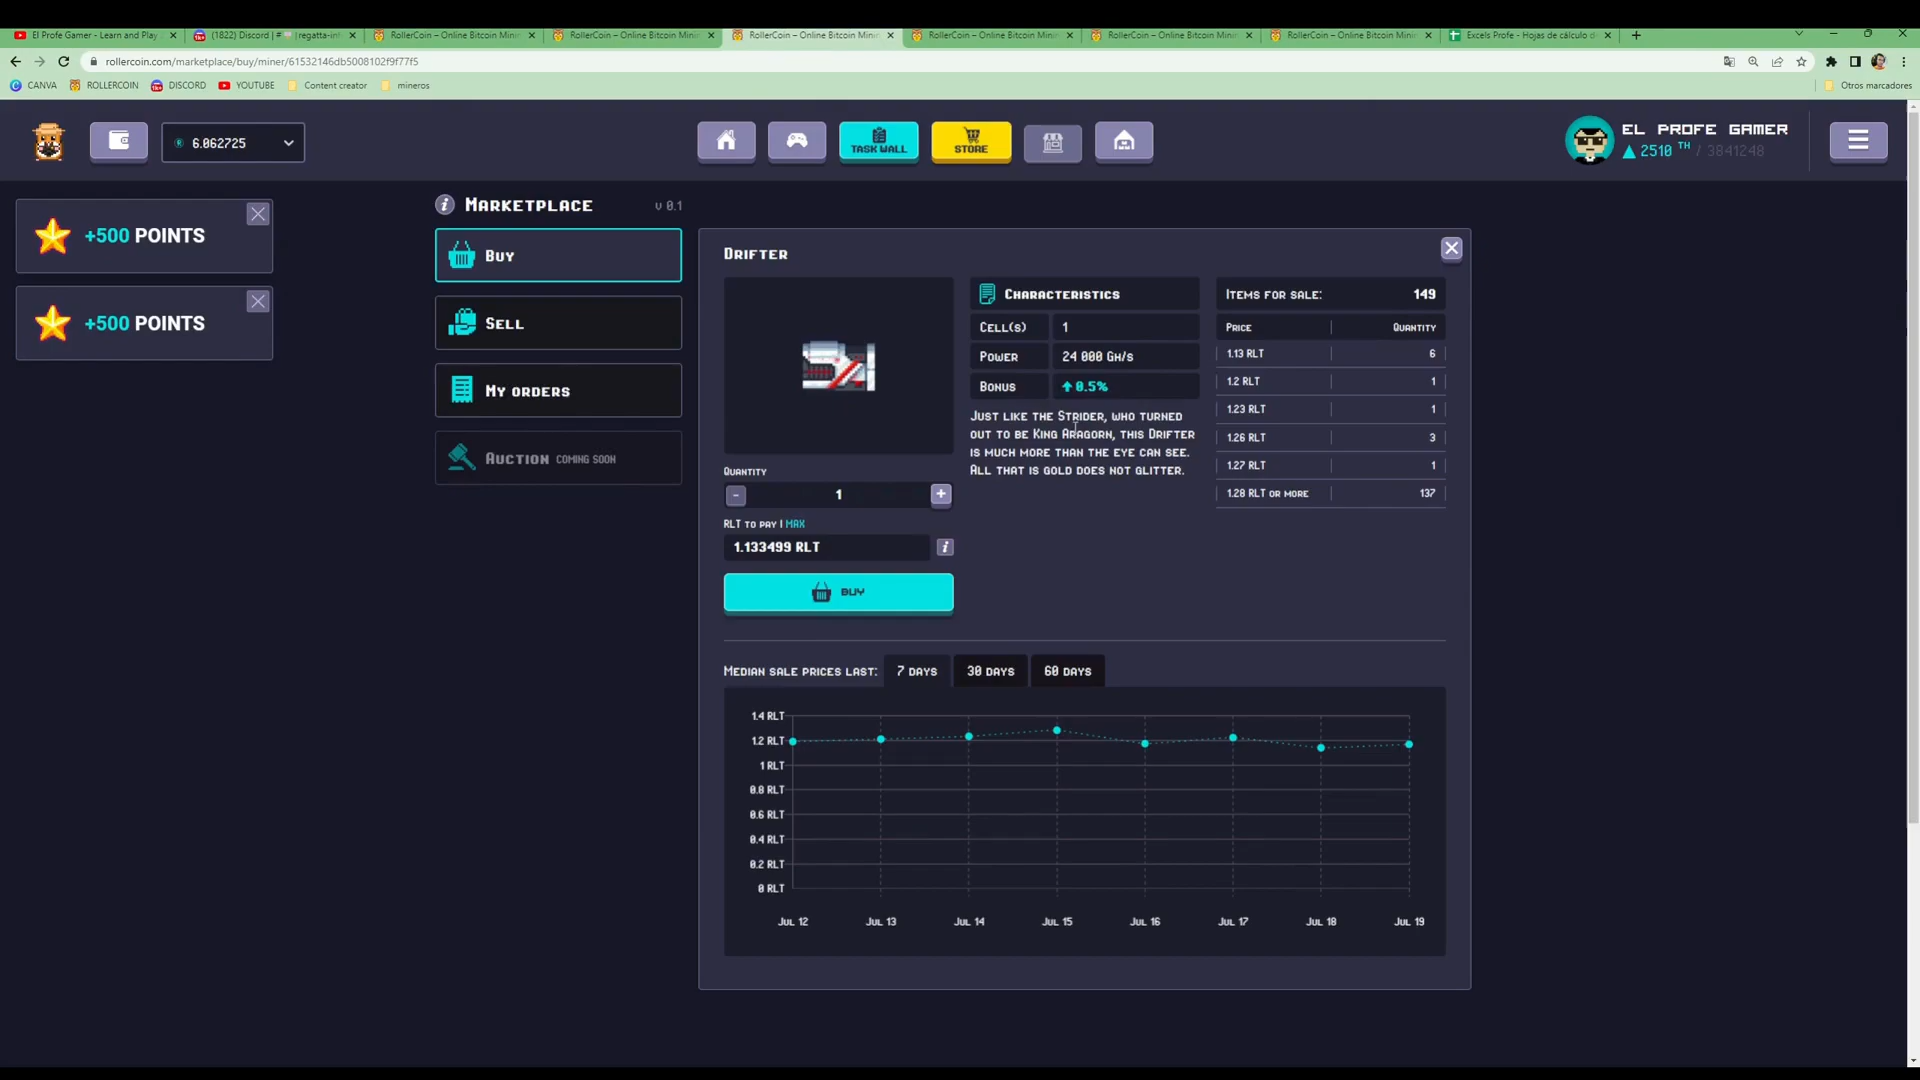 El Profe Gamer - Learn and Play
(1822) Discord | #
regatta-inf
RollerCoin – Online Bitcoin Mini
RollerCoin – Online Bitcoin Mini
RollerCoin – Online Bitcoin Mini
RollerCoin – Online Bitcoin Mini
RollerCoin – Online Bitcoin Mini
RollerCoin – Online Bitcoin Mini
Excels Profe - Hojas de cálculo de
rollercoin.com/marketplace/buy/miner/61532146db5008102f9f77f5
CANVA
ROLLERCOIN
DISCORD
YOUTUBE
Content creator
mineros
Otros marcadores
6.062725
TASK WALL
STORE
EL PROFE GAMER
2510 TH / 3841248
+500 POINTS
+500 POINTS
MARKETPLACE
V 0.1
BUY
SELL
MY ORDERS
AUCTION COMING SOON
DRIFTER
QUANTITY
- 1 +
RLT TO PAY | MAX
1.133499 RLT
BUY
CHARACTERISTICS
CELL(S) 1
POWER 24 000 GH/S
BONUS 0.5%
JUST LIKE THE STRIDER, WHO TURNED
OUT TO BE KING ARAGORN, THIS DRIFTER
IS MUCH MORE THAN THE EYE CAN SEE.
ALL THAT IS GOLD DOES NOT GLITTER.
ITEMS FOR SALE: 149
PRICE QUANTITY
1.13 RLT 6
1.2 RLT 1
1.23 RLT 1
1.26 RLT 3
1.27 RLT 1
1.28 RLT OR MORE 137
MEDIAN SALE PRICES LAST: 7 DAYS 30 DAYS 60 DAYS
1.4 RLT
1.2 RLT
1 RLT
0.8 RLT
0.6 RLT
0.4 RLT
0.2 RLT
0 RLT
JUL 12 JUL 13 JUL 14 JUL 15 JUL 16 JUL 17 JUL 18 JUL 19